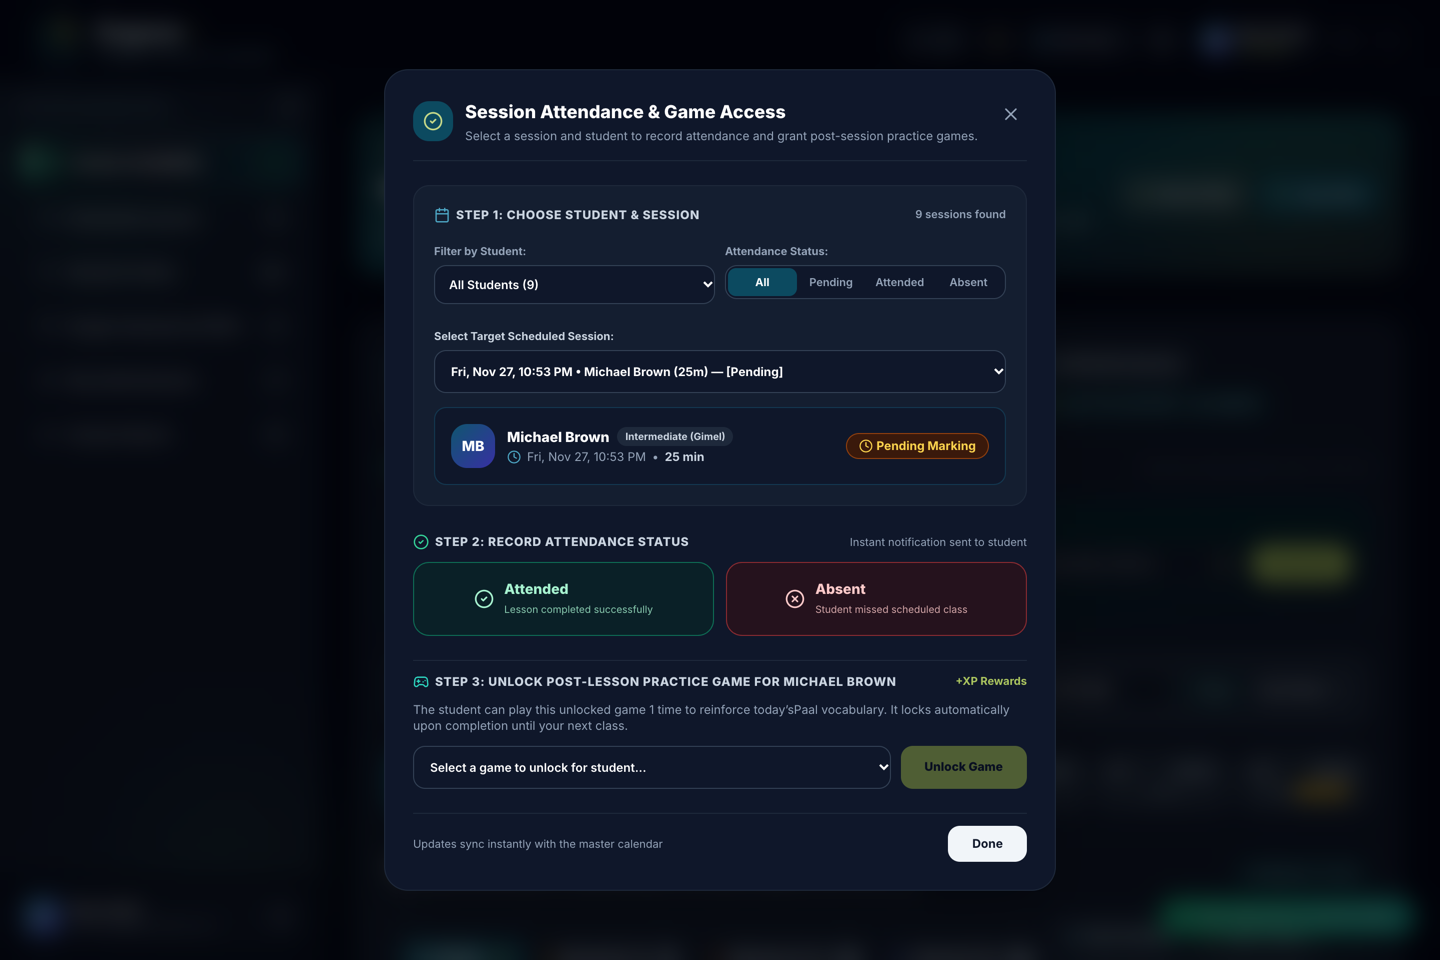 Session Attendance & Game Access
Select a session and student to record attendance and grant post-session practice games.
STEP 1: CHOOSE STUDENT & SESSION
9 sessions found
Filter by Student:
Attendance Status:
All Students (9)
All
Pending
Attended
Absent
Select Target Scheduled Session:
Fri, Nov 27, 10:53 PM • Michael Brown (25m) — [Pending]
MB
Michael Brown
Intermediate (Gimel)
Fri, Nov 27, 10:53 PM • 25 min
Pending Marking
STEP 2: RECORD ATTENDANCE STATUS
Instant notification sent to student
Attended
Lesson completed successfully
Absent
Student missed scheduled class
STEP 3: UNLOCK POST-LESSON PRACTICE GAME FOR MICHAEL BROWN
+XP Rewards
The student can play this unlocked game 1 time to reinforce today'sPaal vocabulary. It locks automatically
upon completion until your next class.
Select a game to unlock for student...
Unlock Game
Updates sync instantly with the master calendar
Done